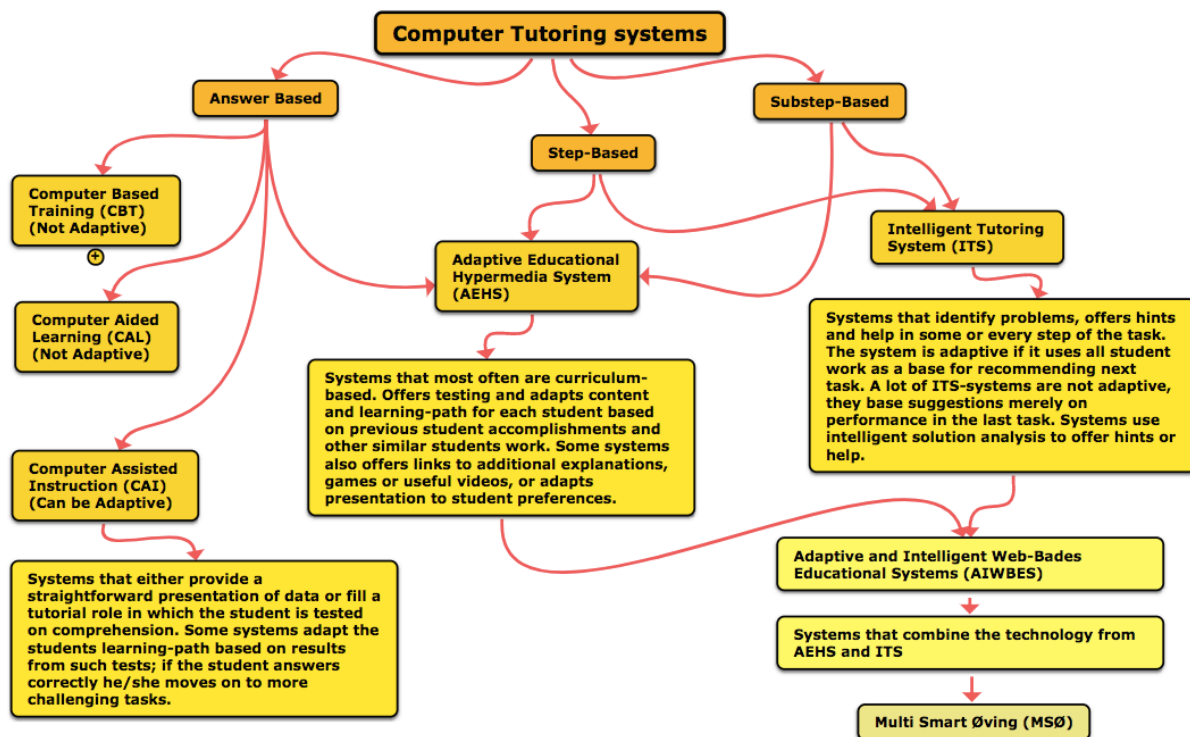 Computer Tutoring systems
Answer Based
Substep-Based
Step-Based
Computer Based
Training (CBT)
(Not Adaptive)
Intelligent Tutoring
System (ITS)
Adaptive Educational
Hypermedia System
(AEHS)
Computer Aided
Learning (CAL)
(Not Adaptive)
Systems that identify problems, offers hints
and help in some or every step of the task.
The system is adaptive if it uses all student
work as a base for recommending next
task. A lot of ITS-systems are not adaptive,
they base suggestions merely on
performance in the last task. Systems use
intelligent solution analysis to offer hints or
help.
Systems that most often are curriculum-
based. Offers testing and adapts content
and learning-path for each student based
on previous student accomplishments and
other similar students work. Some systems
also offers links to additional explanations,
games or useful videos, or adapts
presentation to student preferences.
Computer Assisted
Instruction (CAI)
(Can be Adaptive)
Systems that either provide a
straightforward presentation of data or fill a
tutorial role in which the student is tested
on comprehension. Some systems adapt the
students learning-path based on results
from such tests; if the student answers
correctly he/she moves on to more
challenging tasks.
Adaptive and Intelligent Web-Bades
Educational Systems (AIWBES)
Systems that combine the technology from
AEHS and ITS
Multi Smart Øving (MSØ)